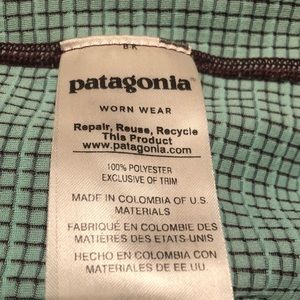 BK
patagonia®
WORN WEAR
Repair, Reuse, Recycle
This Product
www.patagonia.com
100% POLYESTER
EXCLUSIVE OF TRIM
MADE IN COLOMBIA OF U.S.
MATERIALS
FABRIQUÉ EN COLOMBIE DES
MATIÈRES DES ETATS-UNIS
HECHO EN COLOMBIA CON
MATERIALES DE EE.UU.